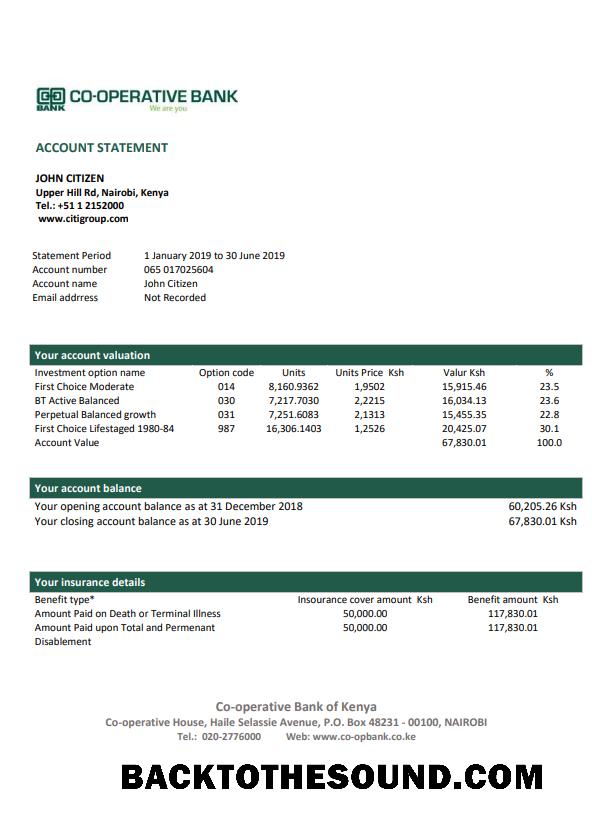 CO-OPERATIVE BANK
BANK
We are you
ACCOUNT STATEMENT
JOHN CITIZEN
Upper Hill Rd, Nairobi, Kenya
Tel.: +51 1 2152000
www.citigroup.com
Statement Period 1 January 2019 to 30 June 2019
Account number 065 017025604
Account name John Citizen
Email addrress Not Recorded
Your account valuation
Investment option name Option code Units Units Price Ksh Valur Ksh %
First Choice Moderate 014 8,160.9362 1,9502 15,915.46 23.5
BT Active Balanced 030 7,217.7030 2,2215 16,034.13 23.6
Perpetual Balanced growth 031 7,251.6083 2,1313 15,455.35 22.8
First Choice Lifestaged 1980-84 987 16,306.1403 1,2526 20,425.07 30.1
Account Value 67,830.01 100.0
Your account balance
Your opening account balance as at 31 December 2018 60,205.26 Ksh
Your closing account balance as at 30 June 2019 67,830.01 Ksh
Your insurance details
Benefit type* Insourance cover amount Ksh Benefit amount Ksh
Amount Paid on Death or Terminal Illness 50,000.00 117,830.01
Amount Paid upon Total and Permenant 50,000.00 117,830.01
Disablement
Co-operative Bank of Kenya
Co-operative House, Haile Selassie Avenue, P.O. Box 48231 - 00100, NAIROBI
Tel.: 020-2776000 Web: www.co-opbank.co.ke
BACKTOTHESOUND.COM